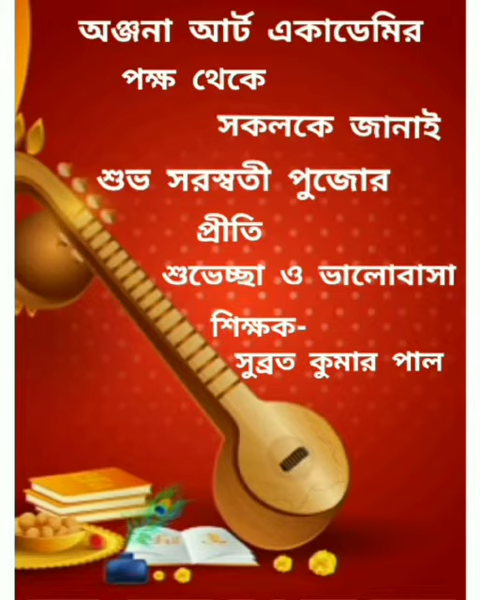 অঞ্জনা আর্ট একাডেমির
পক্ষ থেকে
সকলকে জানাই
শুভ সরস্বতী পুজোর
প্রীতি
শুভেচ্ছা ও ভালোবাসা
শিক্ষক-
সুব্রত কুমার পাল